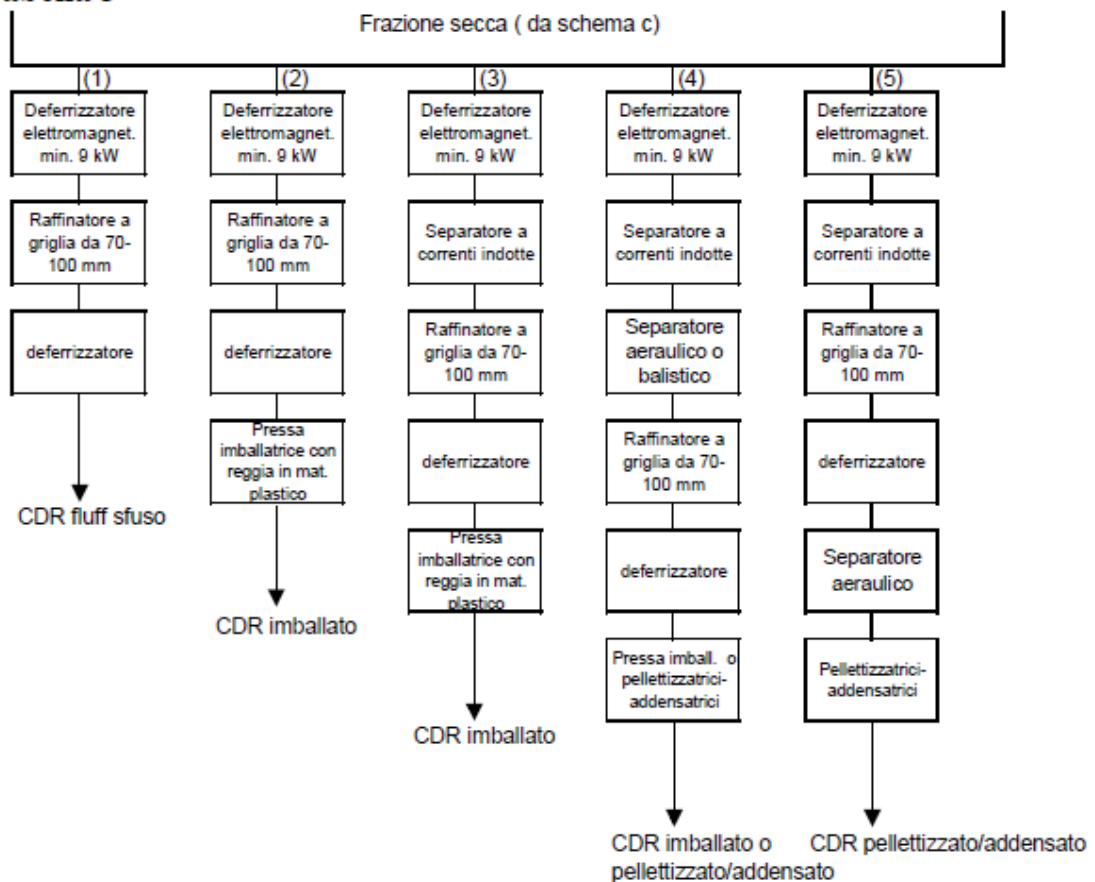 Frazione secca ( da schema c)
(1)
Deferrizzatore
elettromagnet.
min. 9 kW
Raffinatore a
griglia da 70-
100 mm
deferrizzatore
CDR fluff sfuso
(2)
Deferrizzatore
elettromagnet.
min. 9 kW
Raffinatore a
griglia da 70-
100 mm
deferrizzatore
Pressa
imballatrice con
reggia in mat.
plastico
CDR imballato
(3)
Deferrizzatore
elettromagnet.
min. 9 kW
Separatore a
correnti indotte
Raffinatore a
griglia da 70-
100 mm
deferrizzatore
Pressa
imballatrice con
reggia in mat.
plastico
CDR imballato
(4)
Deferrizzatore
elettromagnet.
min. 9 kW
Separatore a
correnti indotte
Separatore
aeraulico o
balistico
Raffinatore a
griglia da 70-
100 mm
deferrizzatore
Pressa imball. o
pellettizzatrici-
addensatrici
CDR imballato o
pellettizzato/addensato
(5)
Deferrizzatore
elettromagnet.
min. 9 kW
Separatore a
correnti indotte
Raffinatore a
griglia da 70-
100 mm
deferrizzatore
Separatore
aeraulico
Pellettizzatrici-
addensatrici
CDR pellettizzato/addensato